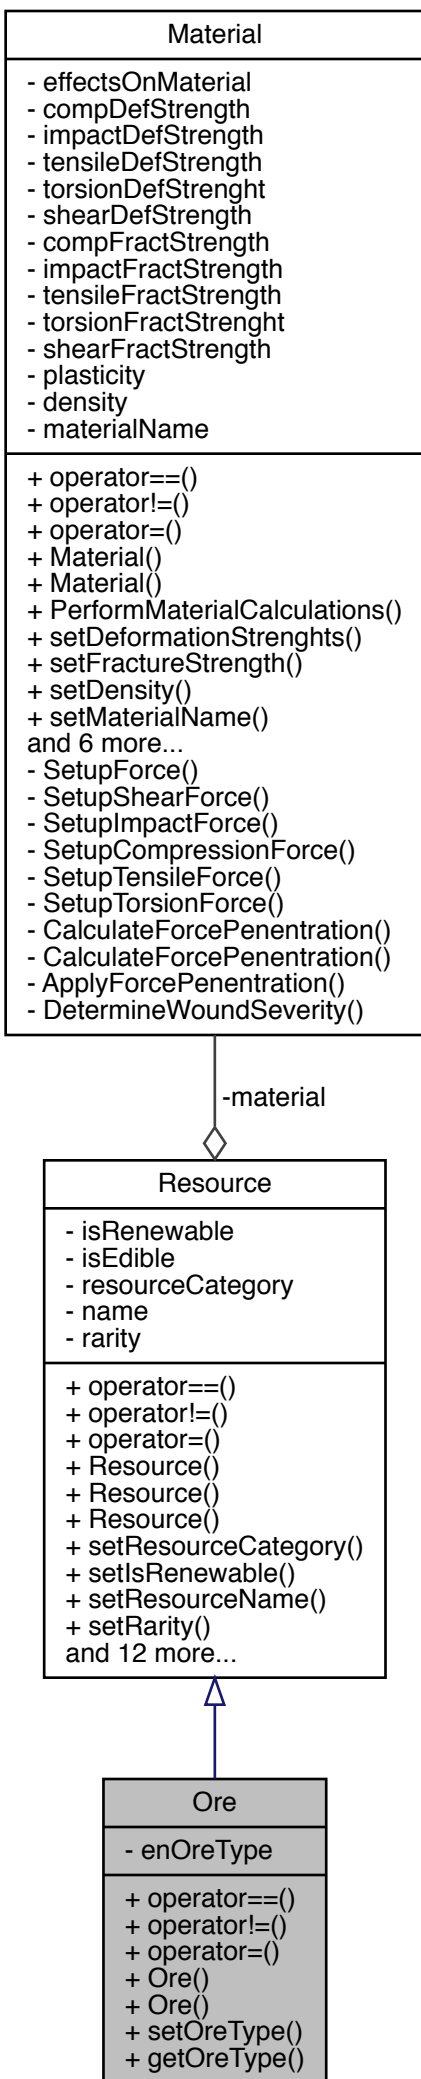 Material
- effectsOnMaterial
- compDefStrength
- impactDefStrength
- tensileDefStrength
- torsionDefStrenght
- shearDefStrength
- compFractStrength
- impactFractStrength
- tensileFractStrength
- torsionFractStrenght
- shearFractStrength
- plasticity
- density
- materialName
+ operator==()
+ operator!=()
+ operator=()
+ Material()
+ Material()
+ PerformMaterialCalculations()
+ setDeformationStrenghts()
+ setFractureStrength()
+ setDensity()
+ setMaterialName()
and 6 more...
- SetupForce()
- SetupShearForce()
- SetupImpactForce()
- SetupCompressionForce()
- SetupTensileForce()
- SetupTorsionForce()
- CalculateForcePenentration()
- CalculateForcePenentration()
- ApplyForcePenentration()
- DetermineWoundSeverity()
-material
Resource
- isRenewable
- isEdible
- resourceCategory
- name
- rarity
+ operator==()
+ operator!=()
+ operator=()
+ Resource()
+ Resource()
+ Resource()
+ setResourceCategory()
+ setIsRenewable()
+ setResourceName()
+ setRarity()
and 12 more...
Ore
- enOreType
+ operator==()
+ operator!=()
+ operator=()
+ Ore()
+ Ore()
+ setOreType()
+ getOreType()